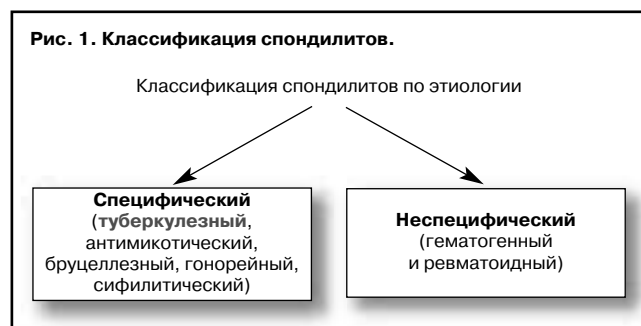 Рис. 1. Классификация спондилитов.
Классификация спондилитов по этиологии
Специфический
(туберкулезный,
антимикотический,
бруцеллезный, гонорейный,
сифилитический)
Неспецифический
(гематогенный
и ревматоидный)